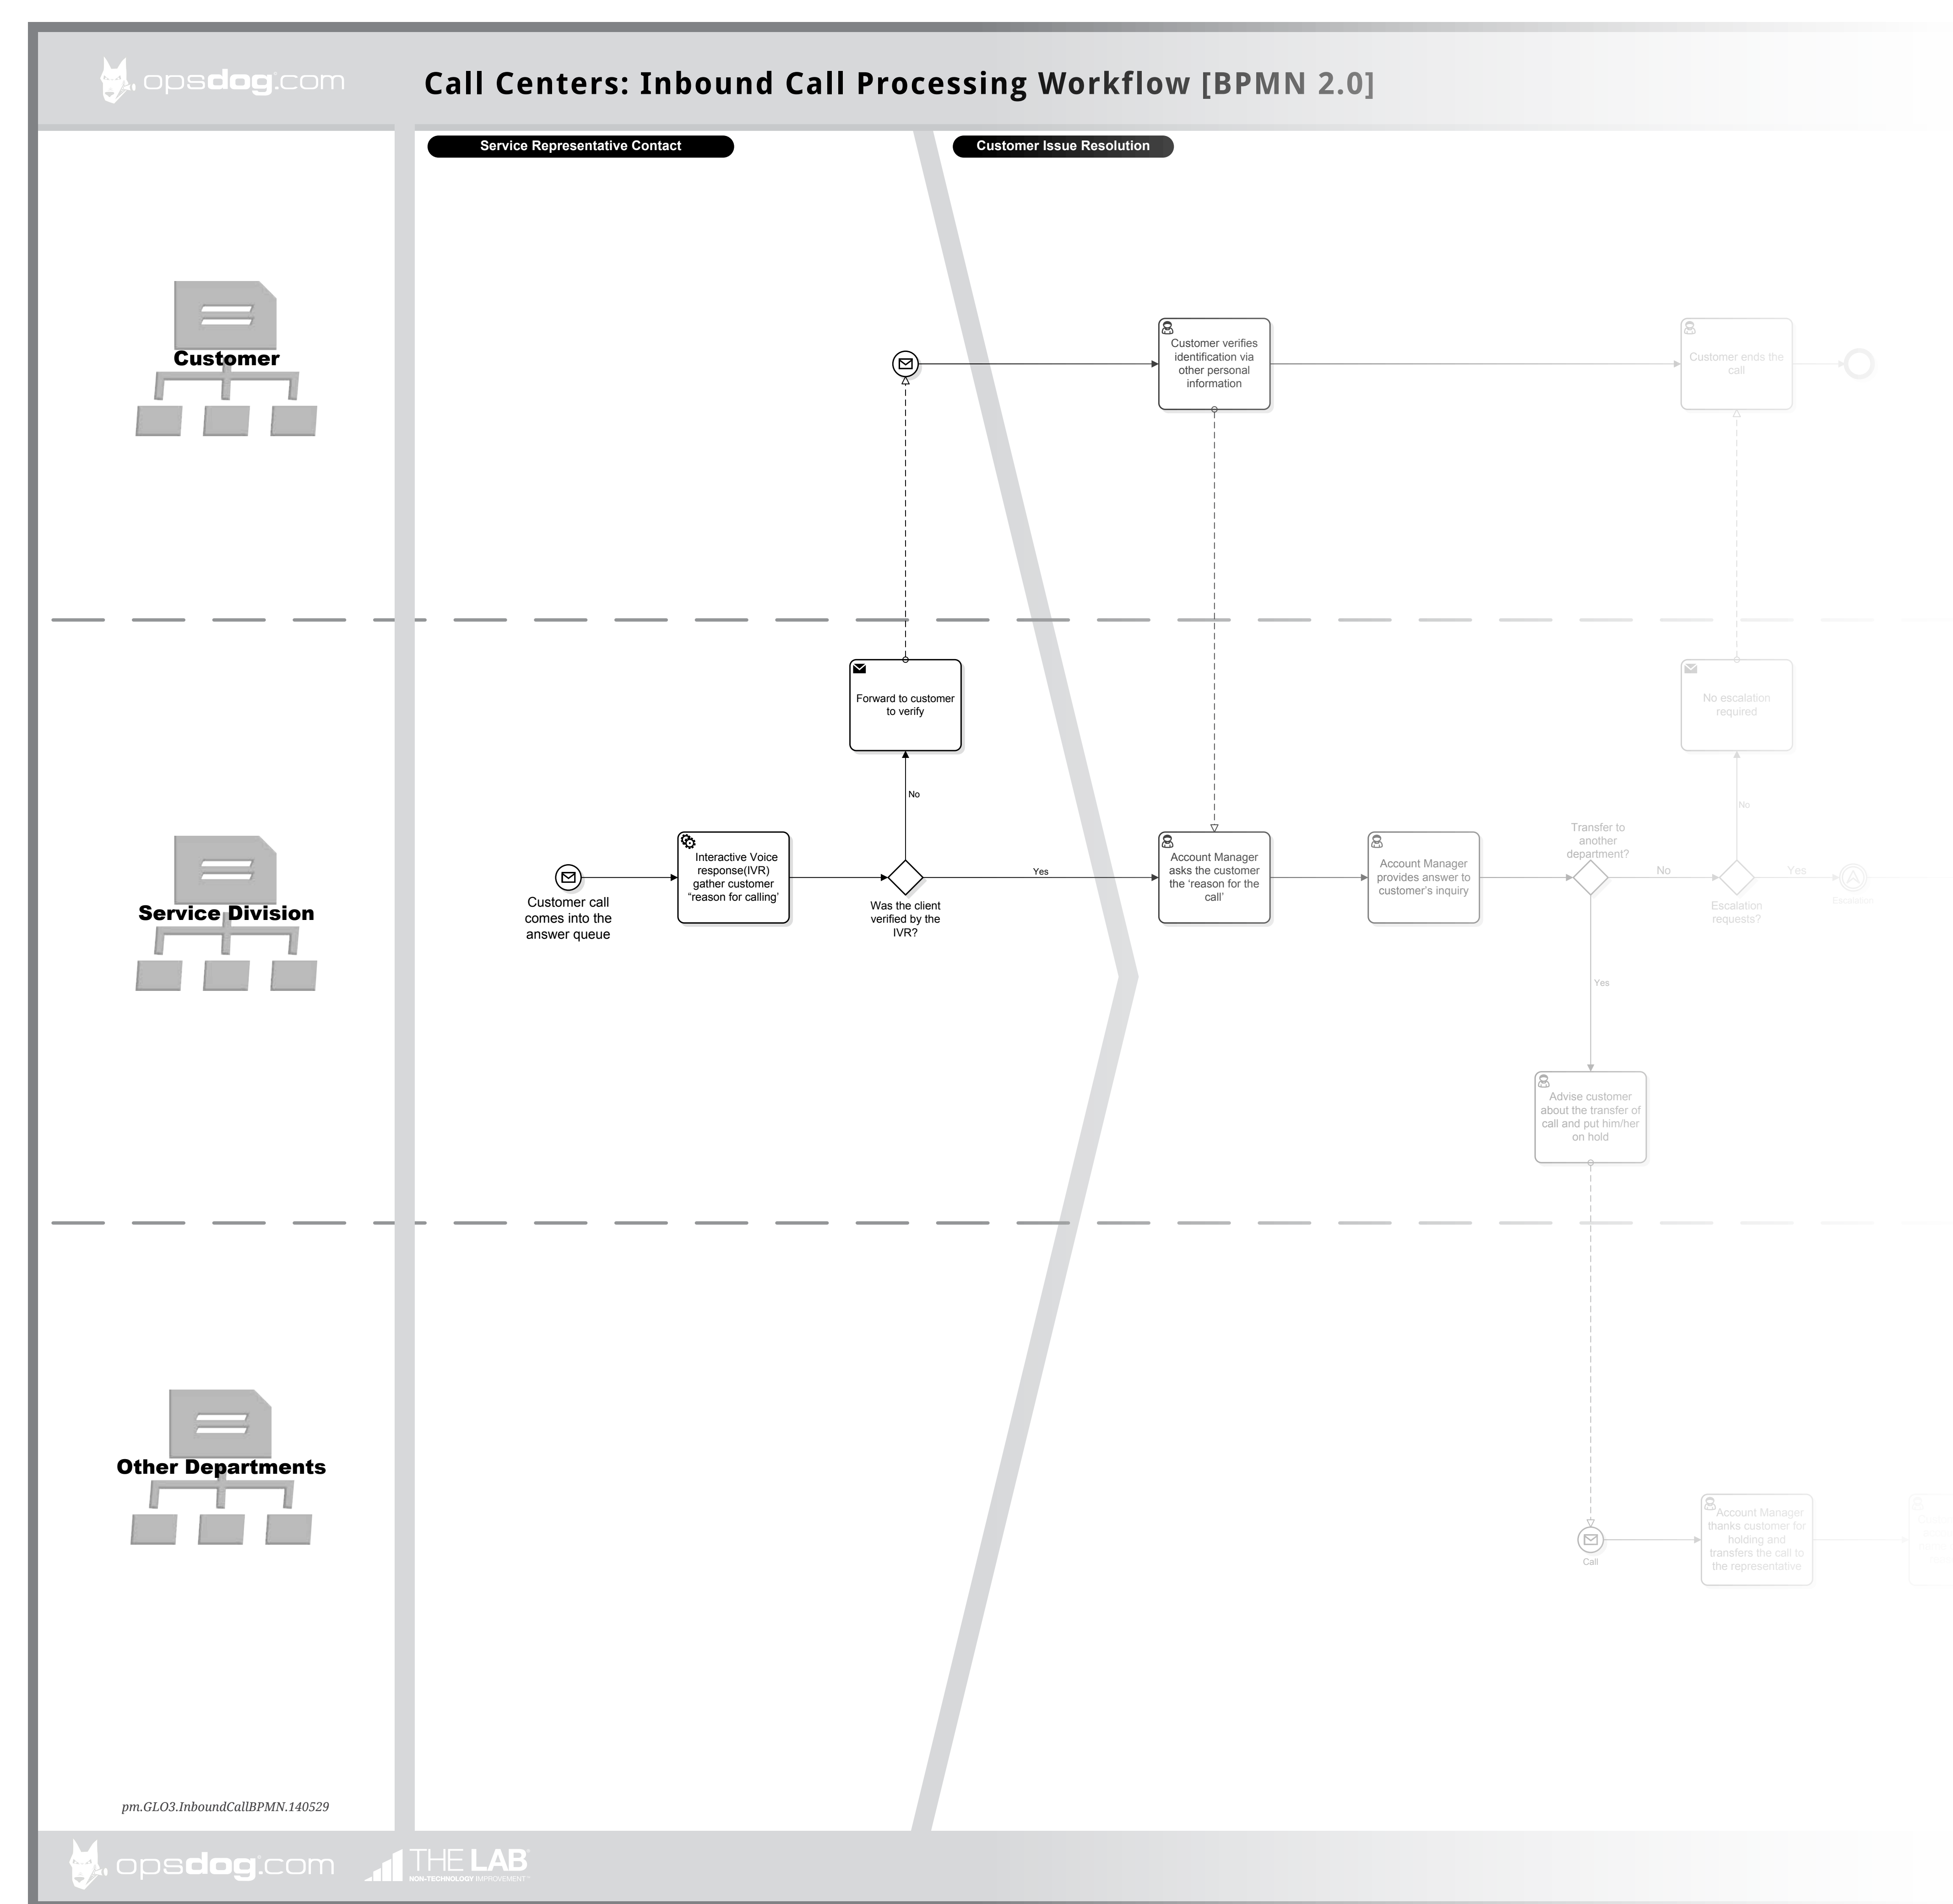 opsdog.com
Call Centers: Inbound Call Processing Workflow [BPMN 2.0]
Service Representative Contact
Customer Issue Resolution
Customer
Customer verifies
identification via
other personal
information
Customer ends the
call
Service Division
Forward to customer
to verify
No escalation
required
No
No
Customer call
comes into the
answer queue
Interactive Voice
response(IVR)
gather customer
“reason for calling’
Was the client
verified by the
IVR?
Yes
Account Manager
asks the customer
the ‘reason for the
call’
Account Manager
provides answer to
customer’s inquiry
Transfer to
another
department?
No
Escalation
requests?
Yes
Escalation
Yes
Advise customer
about the transfer of
call and put him/her
on hold
Other Departments
Call
Account Manager
thanks customer for
holding and
transfers the call to
the representative
pm.GLO3.InboundCallBPMN.140529
opsdog.com
THE LAB
NON-TECHNOLOGY IMPROVEMENT